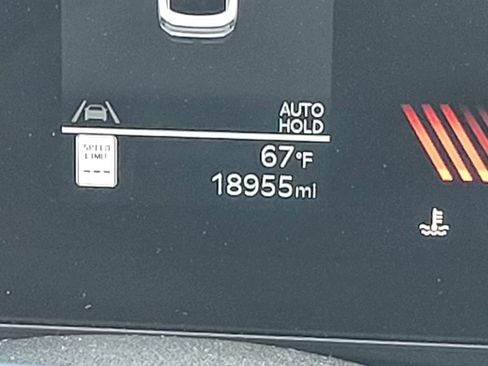 AUTO
HOLD
SPEED
LIMIT
---
67°F
18955mi